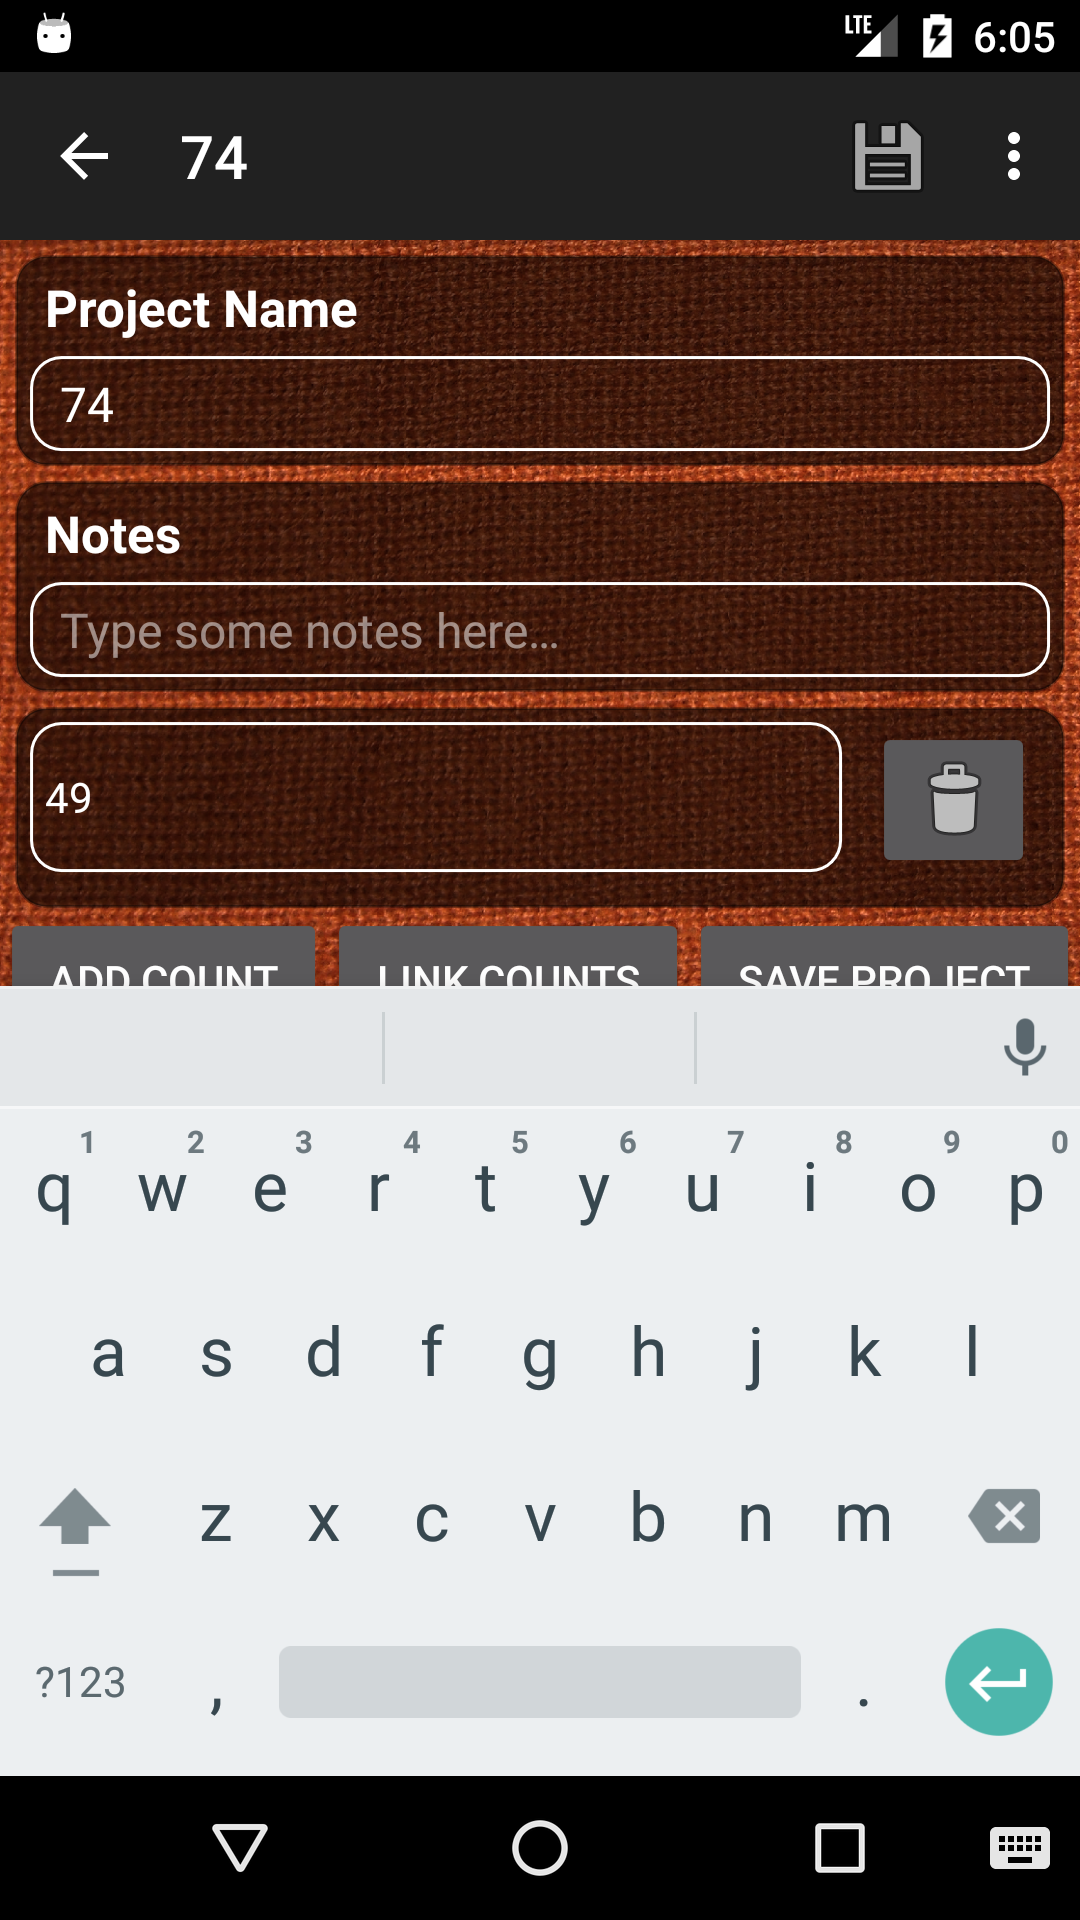 LTE 6:05
74
Project Name
74
Notes
Type some notes here...
49
ADD COUNT LINK COUNTS SAVE PROJECT
1 2 3 4 5 6 7 8 9 0
q w e r t y u i o p
a s d f g h j k l
z x c v b n m
?123 , .